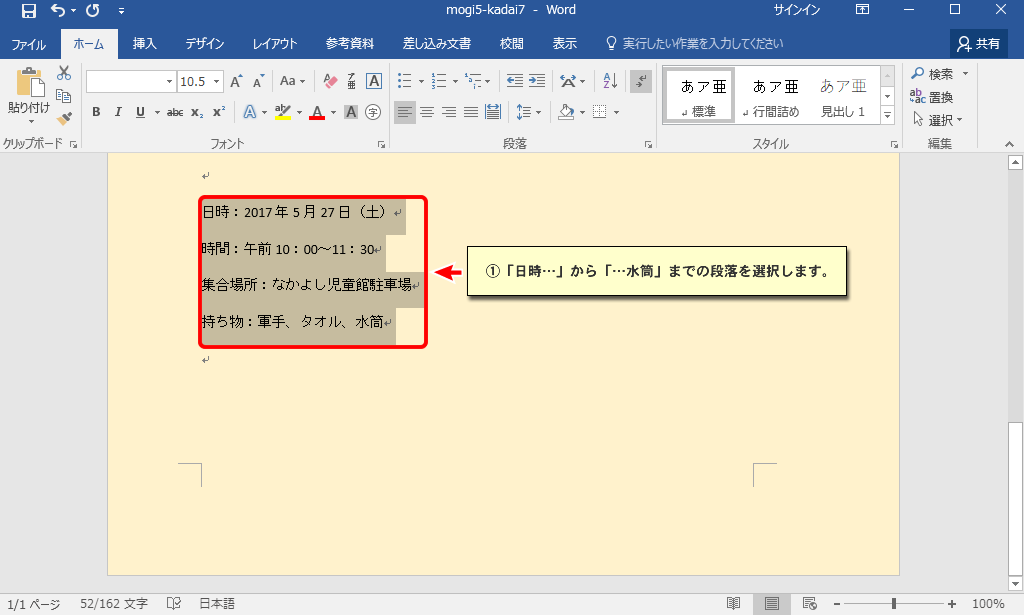 mogi5-kadai7 - Word
サインイン
ファイル ホーム 挿入 デザイン レイアウト 参考資料 差し込み文書 校閲 表示 実行したい作業を入力してください 共有
貼り付け
10.5
A A Aa A
B I U abc x₂ x² A A A 字
あア亜 あア亜 あア亜
標準 行間詰め 見出し 1
検索
置換
選択
クリップボード フォント 段落 スタイル 編集
日時：2017 年 5 月 27 日（土）
時間：午前 10：00～11：30
集合場所：なかよし児童館駐車場
持ち物：軍手、タオル、水筒
①「日時…」から「…水筒」までの段落を選択します。
1/1 ページ 52/162 文字 日本語 100%